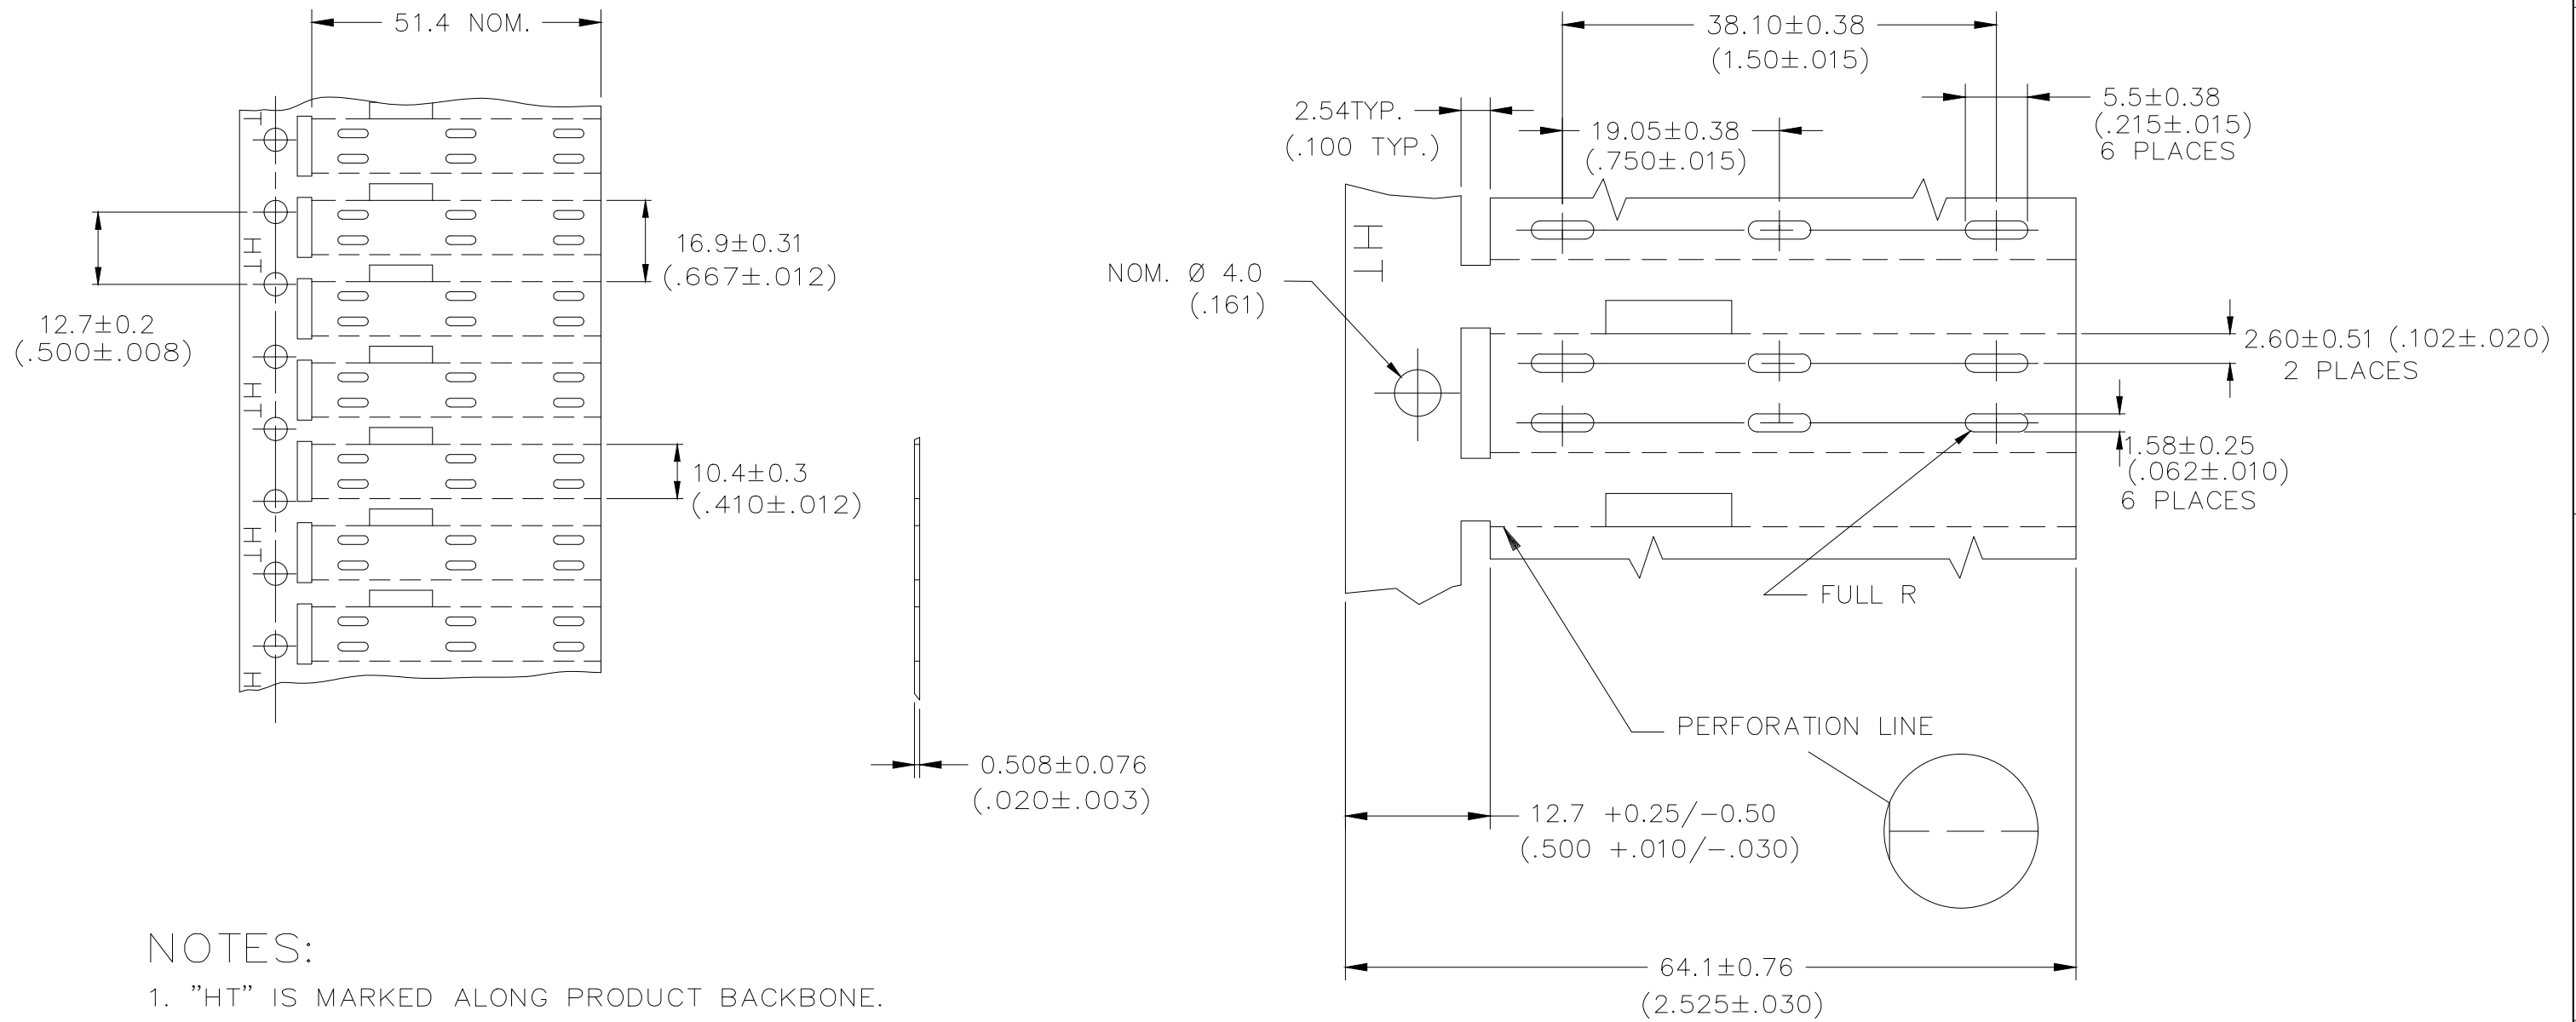 51.4 NOM.
12.7±0.2
(.500±.008)
T
HT
HT
HT
H
16.9±0.31
(.667±.012)
10.4±0.3
(.410±.012)
0.508±0.076
(.020±.003)
38.10±0.38
(1.50±.015)
2.54TYP.
(.100 TYP.)
19.05±0.38
(.750±.015)
5.5±0.38
(.215±.015)
6 PLACES
HT
NOM. Ø 4.0
(.161)
2.60±0.51 (.102±.020)
2 PLACES
1.58±0.25
(.062±.010)
6 PLACES
FULL R
PERFORATION LINE
12.7 +0.25/-0.50
(.500 +.010/-.030)
64.1±0.76
(2.525±.030)
NOTES:
1. "HT" IS MARKED ALONG PRODUCT BACKBONE.